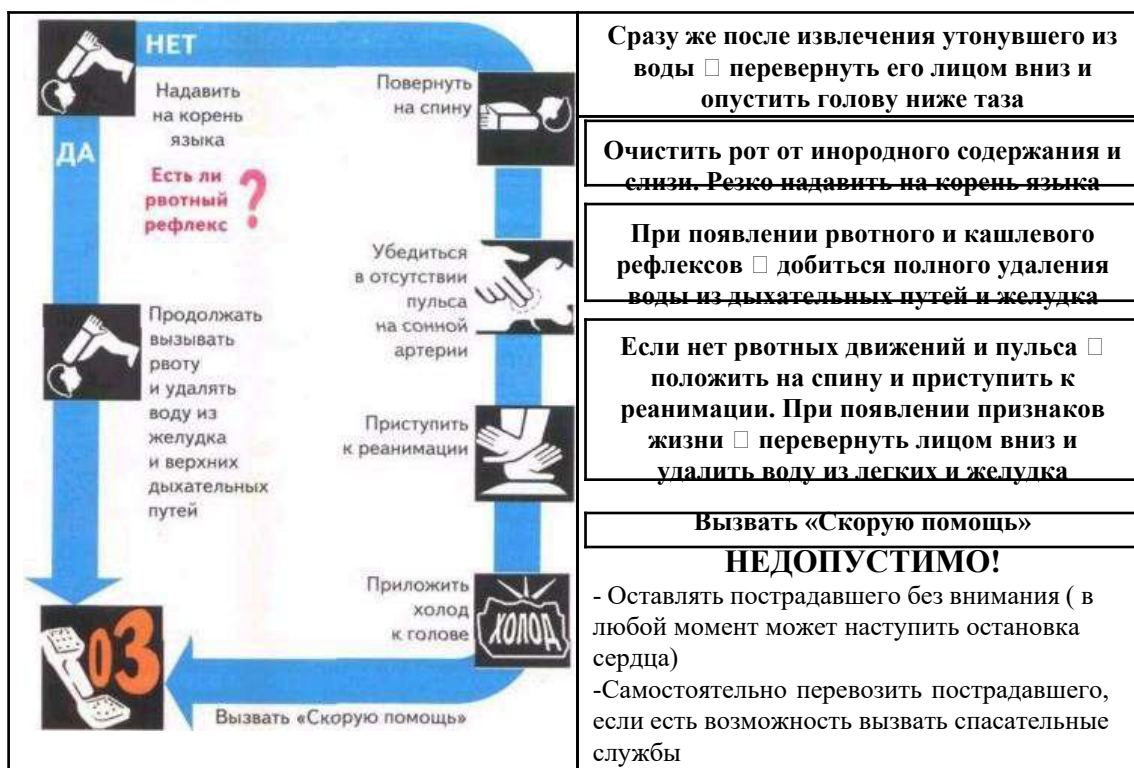 НЕТ
Надавить
на корень
языка
ДА
Есть ли
рвотный
рефлекс ?
Продолжать
вызывать
рвоту
и удалять
воду из
желудка
и верхних
дыхательных
путей
Повернуть
на спину
Убедиться
в отсутствии
пульса
на сонной
артерии
Приступить
к реанимации
Приложить
холод
к голове
ХОЛОД
03
Вызвать «Скорую помощь»
Сразу же после извлечения утонувшего из
воды □ перевернуть его лицом вниз и
опустить голову ниже таза
Очистить рот от инородного содержания и
слизи. Резко надавить на корень языка
При появлении рвотного и кашлевого
рефлексов □ добиться полного удаления
воды из дыхательных путей и желудка
Если нет рвотных движений и пульса □
положить на спину и приступить к
реанимации. При появлении признаков
жизни □ перевернуть лицом вниз и
удалить воду из легких и желудка
Вызвать «Скорую помощь»
НЕДОПУСТИМО!
- Оставлять пострадавшего без внимания ( в
любой момент может наступить остановка
сердца)
-Самостоятельно перевозить пострадавшего,
если есть возможность вызвать спасательные
службы